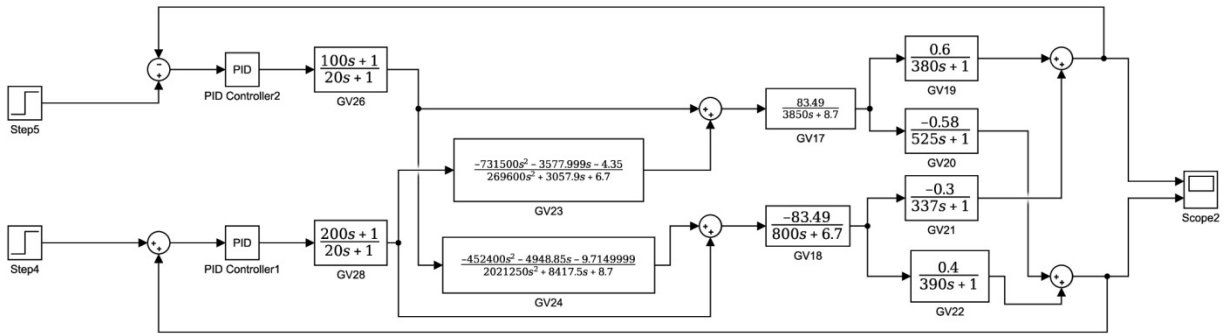 PID
PID Controller2
100s + 1
20s + 1
GV26
Step5
0.6
380s + 1
GV19
83.49
3850s + 8.7
GV17
−0.58
525s + 1
GV20
−731500s² − 3577.999s − 4.35
269600s² + 3057.9s + 6.7
GV23
Scope2
Step4
PID
PID Controller1
200s + 1
20s + 1
GV28
−452400s² − 4948.85s − 9.7149999
2021250s² + 8417.5s + 8.7
GV24
−83.49
800s + 6.7
GV18
−0.3
337s + 1
GV21
0.4
390s + 1
GV22